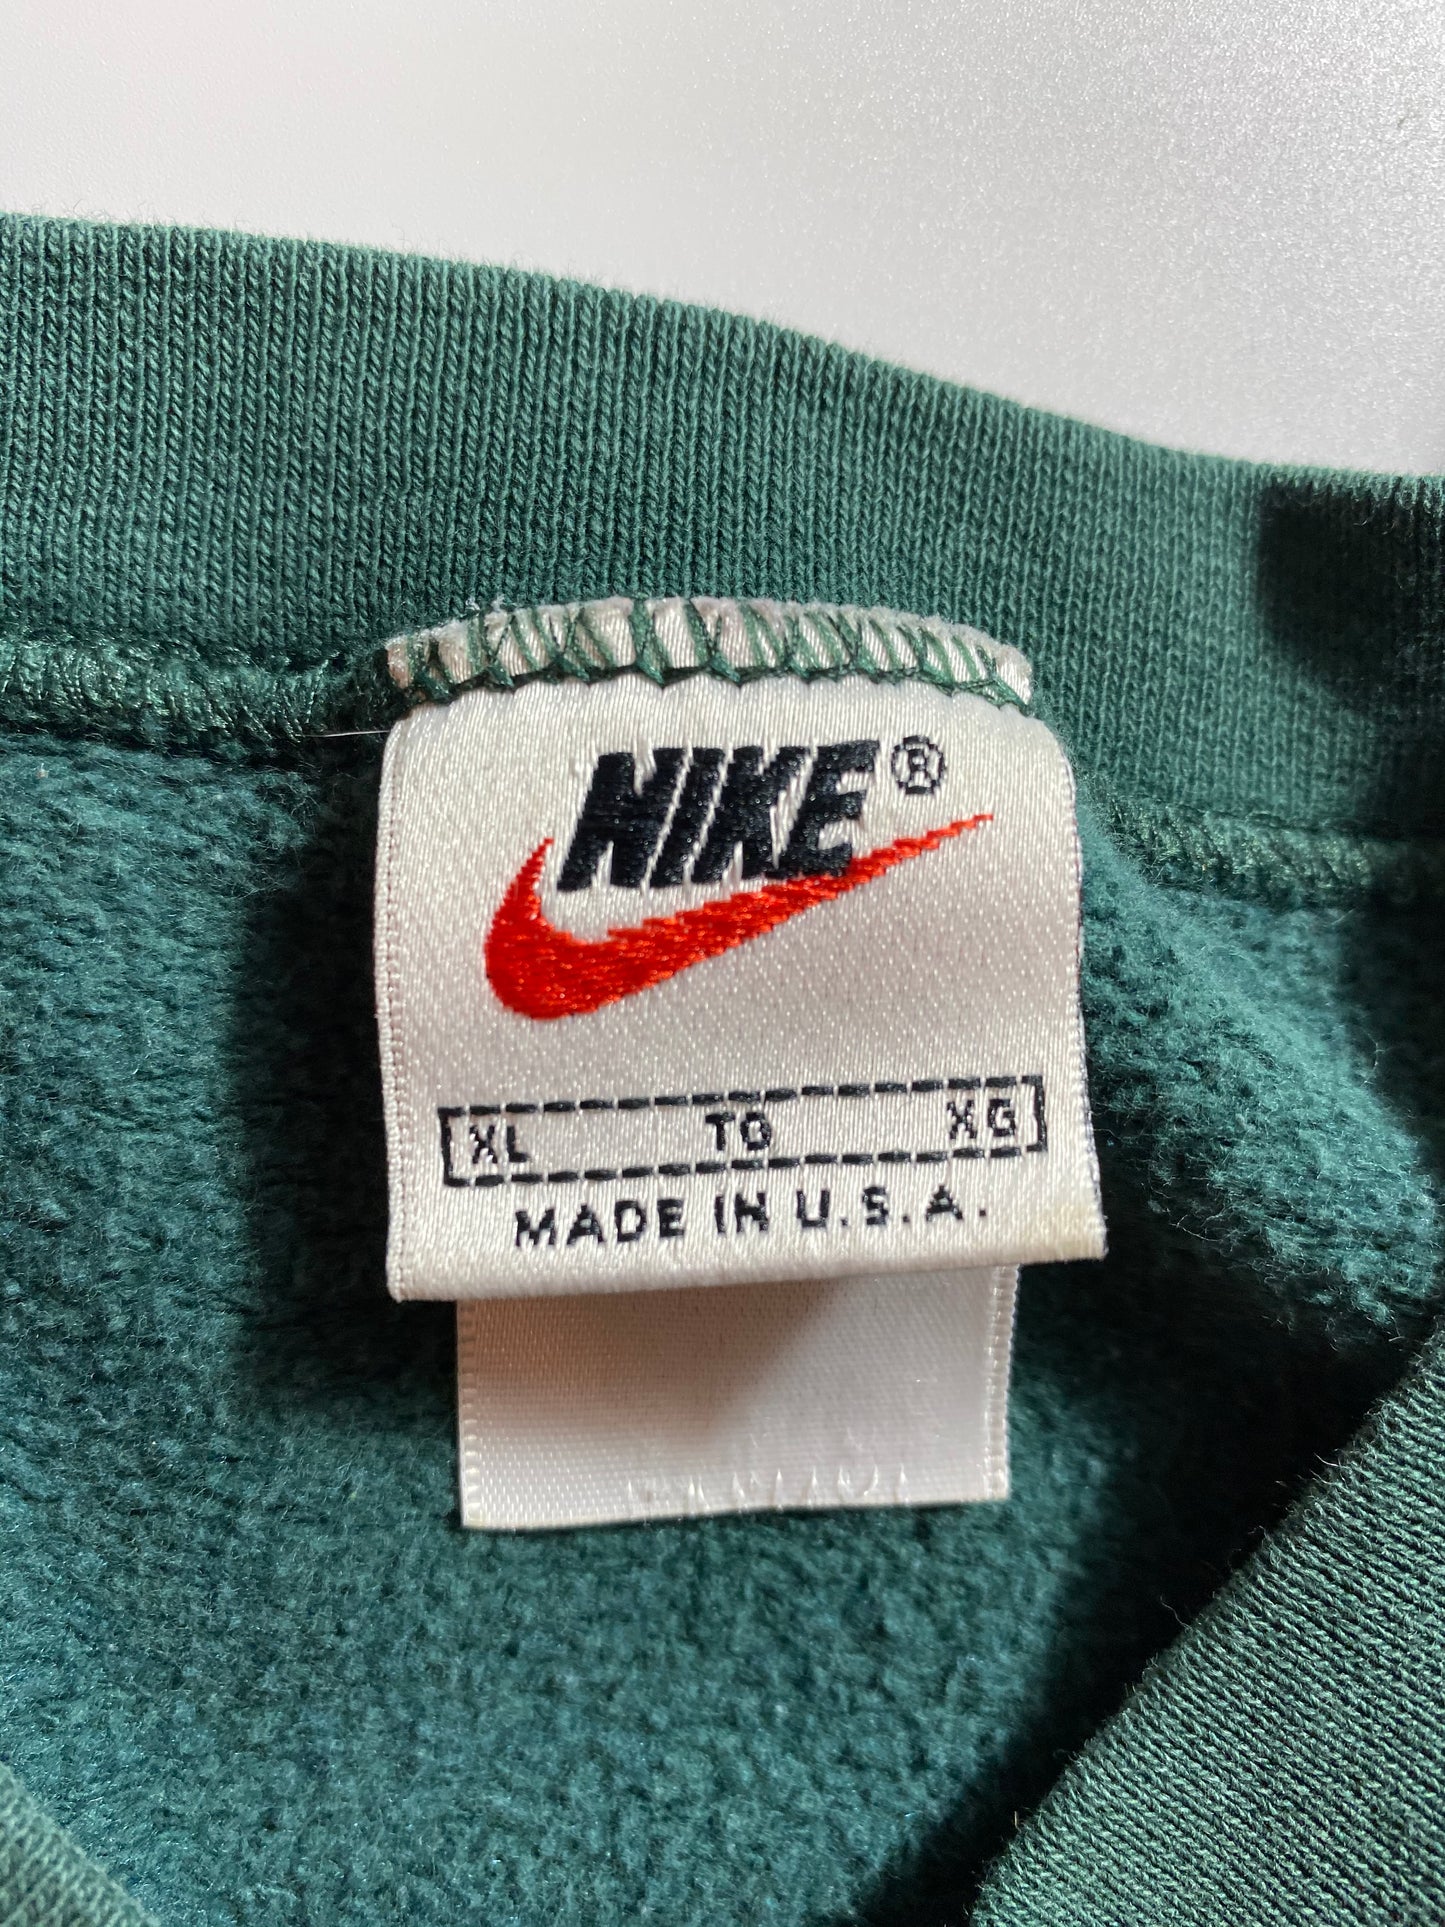 NIKE®
XL TG XG
MADE IN U.S.A.